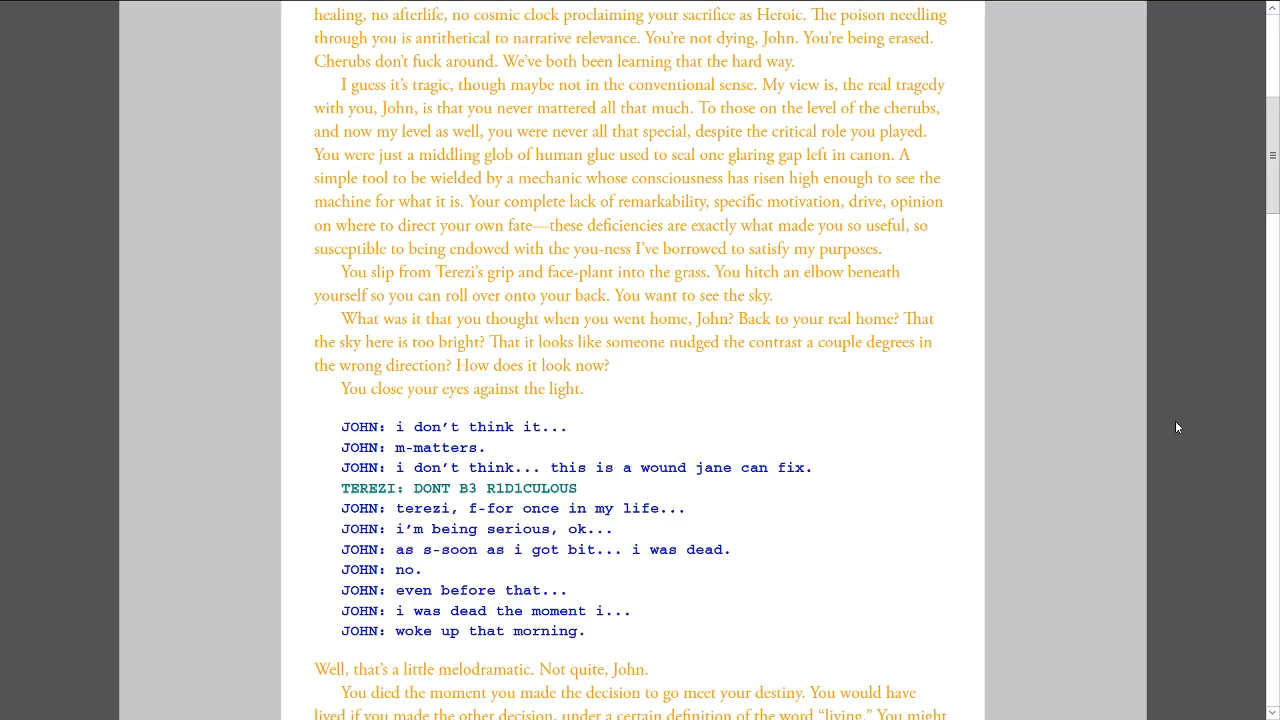 healing, no afterlife, no cosmic clock proclaiming your sacrifice as Heroic. The poison needling
through you is antithetical to narrative relevance. You’re not dying, John. You’re being erased.
Cherubs don’t fuck around. We’ve both been learning that the hard way.
I guess it’s tragic, though maybe not in the conventional sense. My view is, the real tragedy
with you, John, is that you never mattered all that much. To those on the level of the cherubs,
and now my level as well, you were never all that special, despite the critical role you played.
You were just a middling glob of human glue used to seal one glaring gap left in canon. A
simple tool to be wielded by a mechanic whose consciousness has risen high enough to see the
machine for what it is. Your complete lack of remarkability, specific motivation, drive, opinion
on where to direct your own fate—these deficiencies are exactly what made you so useful, so
susceptible to being endowed with the you-ness I’ve borrowed to satisfy my purposes.
You slip from Terezi’s grip and face-plant into the grass. You hitch an elbow beneath
yourself so you can roll over onto your back. You want to see the sky.
What was it that you thought when you went home, John? Back to your real home? That
the sky here is too bright? That it looks like someone nudged the contrast a couple degrees in
the wrong direction? How does it look now?
You close your eyes against the light.
JOHN: i don’t think it...
JOHN: m-matters.
JOHN: i don’t think... this is a wound jane can fix.
TEREZI: DONT B3 R1D1CULOUS
JOHN: terezi, f-for once in my life...
JOHN: i’m being serious, ok...
JOHN: as s-soon as i got bit... i was dead.
JOHN: no.
JOHN: even before that...
JOHN: i was dead the moment i...
JOHN: woke up that morning.
Well, that’s a little melodramatic. Not quite, John.
You died the moment you made the decision to go meet your destiny. You would have
lived if you made the other decision, under a certain definition of the word “living.” You might